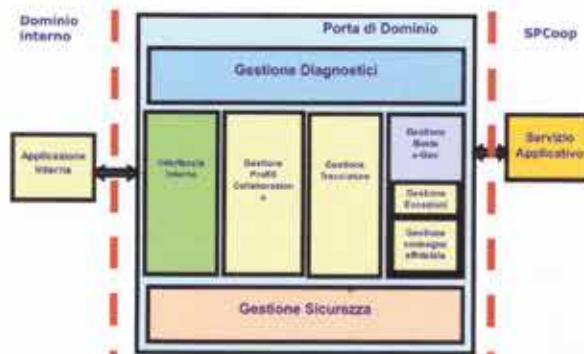 Dominio
interno
Porta di Dominio
SPCoop
Gestione Diagnostici
Applicazione
Interna
Interfaccia
Interna
Gestione
Profili
Collaborazion
e
Gestione
Tracciature
Gestione
Busta
e-Gov
Gestione
Eccezioni
Gestione
consegna
affidabile
Servizio
Applicativo
Gestione Sicurezza